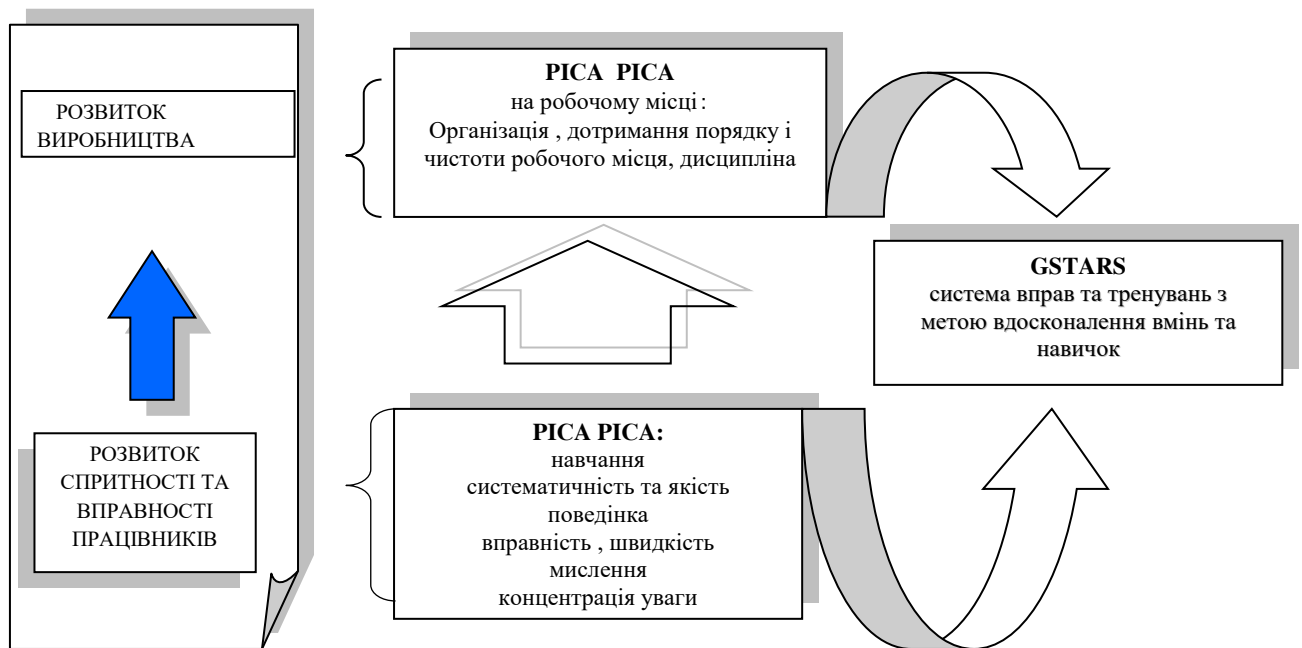 РОЗВИТОК
ВИРОБНИЦТВА
РОЗВИТОК
СПРИТНОСТІ ТА
ВПРАВНОСТІ
ПРАЦІВНИКІВ
PICA PICA
на робочому місці:
Організація , дотримання порядку і
чистоти робочого місця, дисципліна
PICA PICA:
навчання
систематичність та якість
поведінка
вправність , швидкість
мислення
концентрація уваги
GSTARS
система вправ та тренувань з
метою вдосконалення вмінь та
навичок